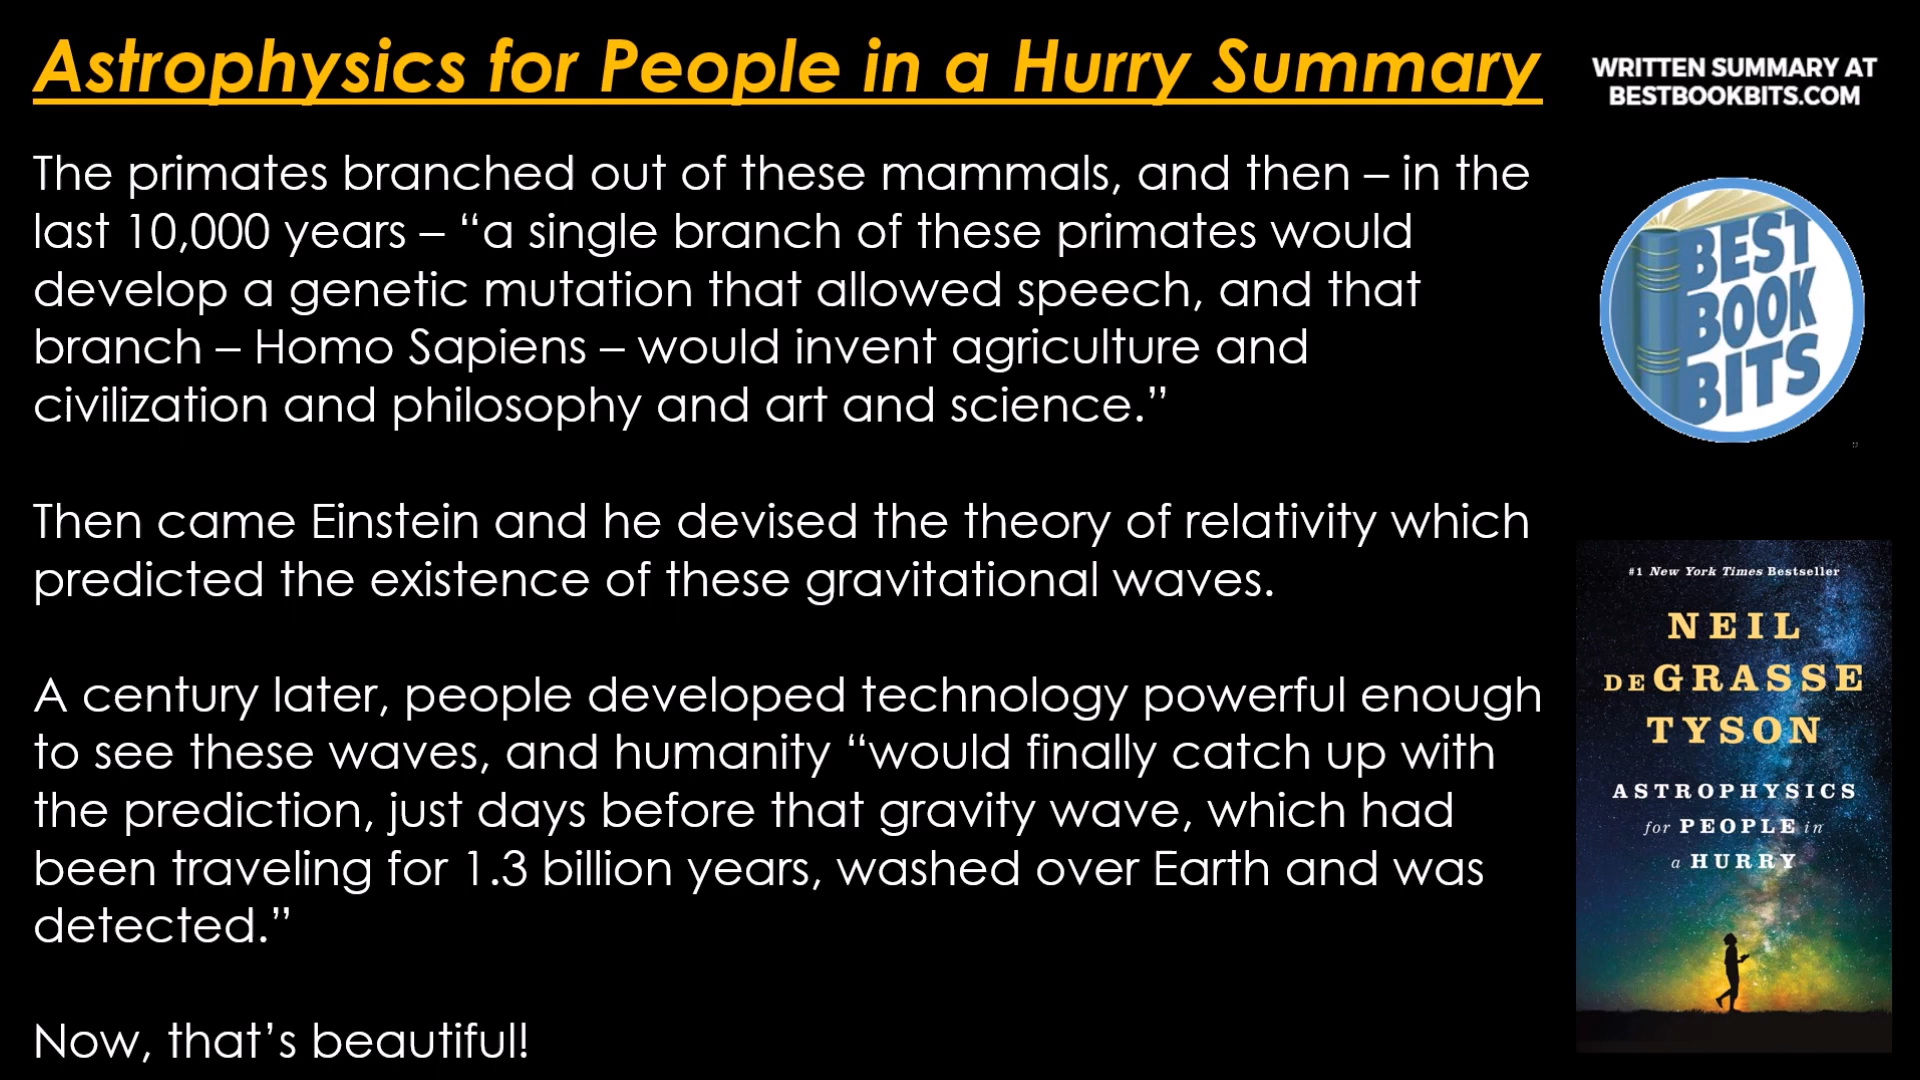 Astrophysics for People in a Hurry Summary
WRITTEN SUMMARY AT
BESTBOOKBITS.COM
The primates branched out of these mammals, and then – in the
last 10,000 years – “a single branch of these primates would
develop a genetic mutation that allowed speech, and that
branch – Homo Sapiens – would invent agriculture and
civilization and philosophy and art and science.”
Then came Einstein and he devised the theory of relativity which
predicted the existence of these gravitational waves.
A century later, people developed technology powerful enough
to see these waves, and humanity “would finally catch up with
the prediction, just days before that gravity wave, which had
been traveling for 1.3 billion years, washed over Earth and was
detected.”
Now, that’s beautiful!
BEST
BOOK
BITS
#1 New York Times Bestseller
NEIL
DEGRASSE
TYSON
ASTROPHYSICS
for PEOPLE in
a HURRY